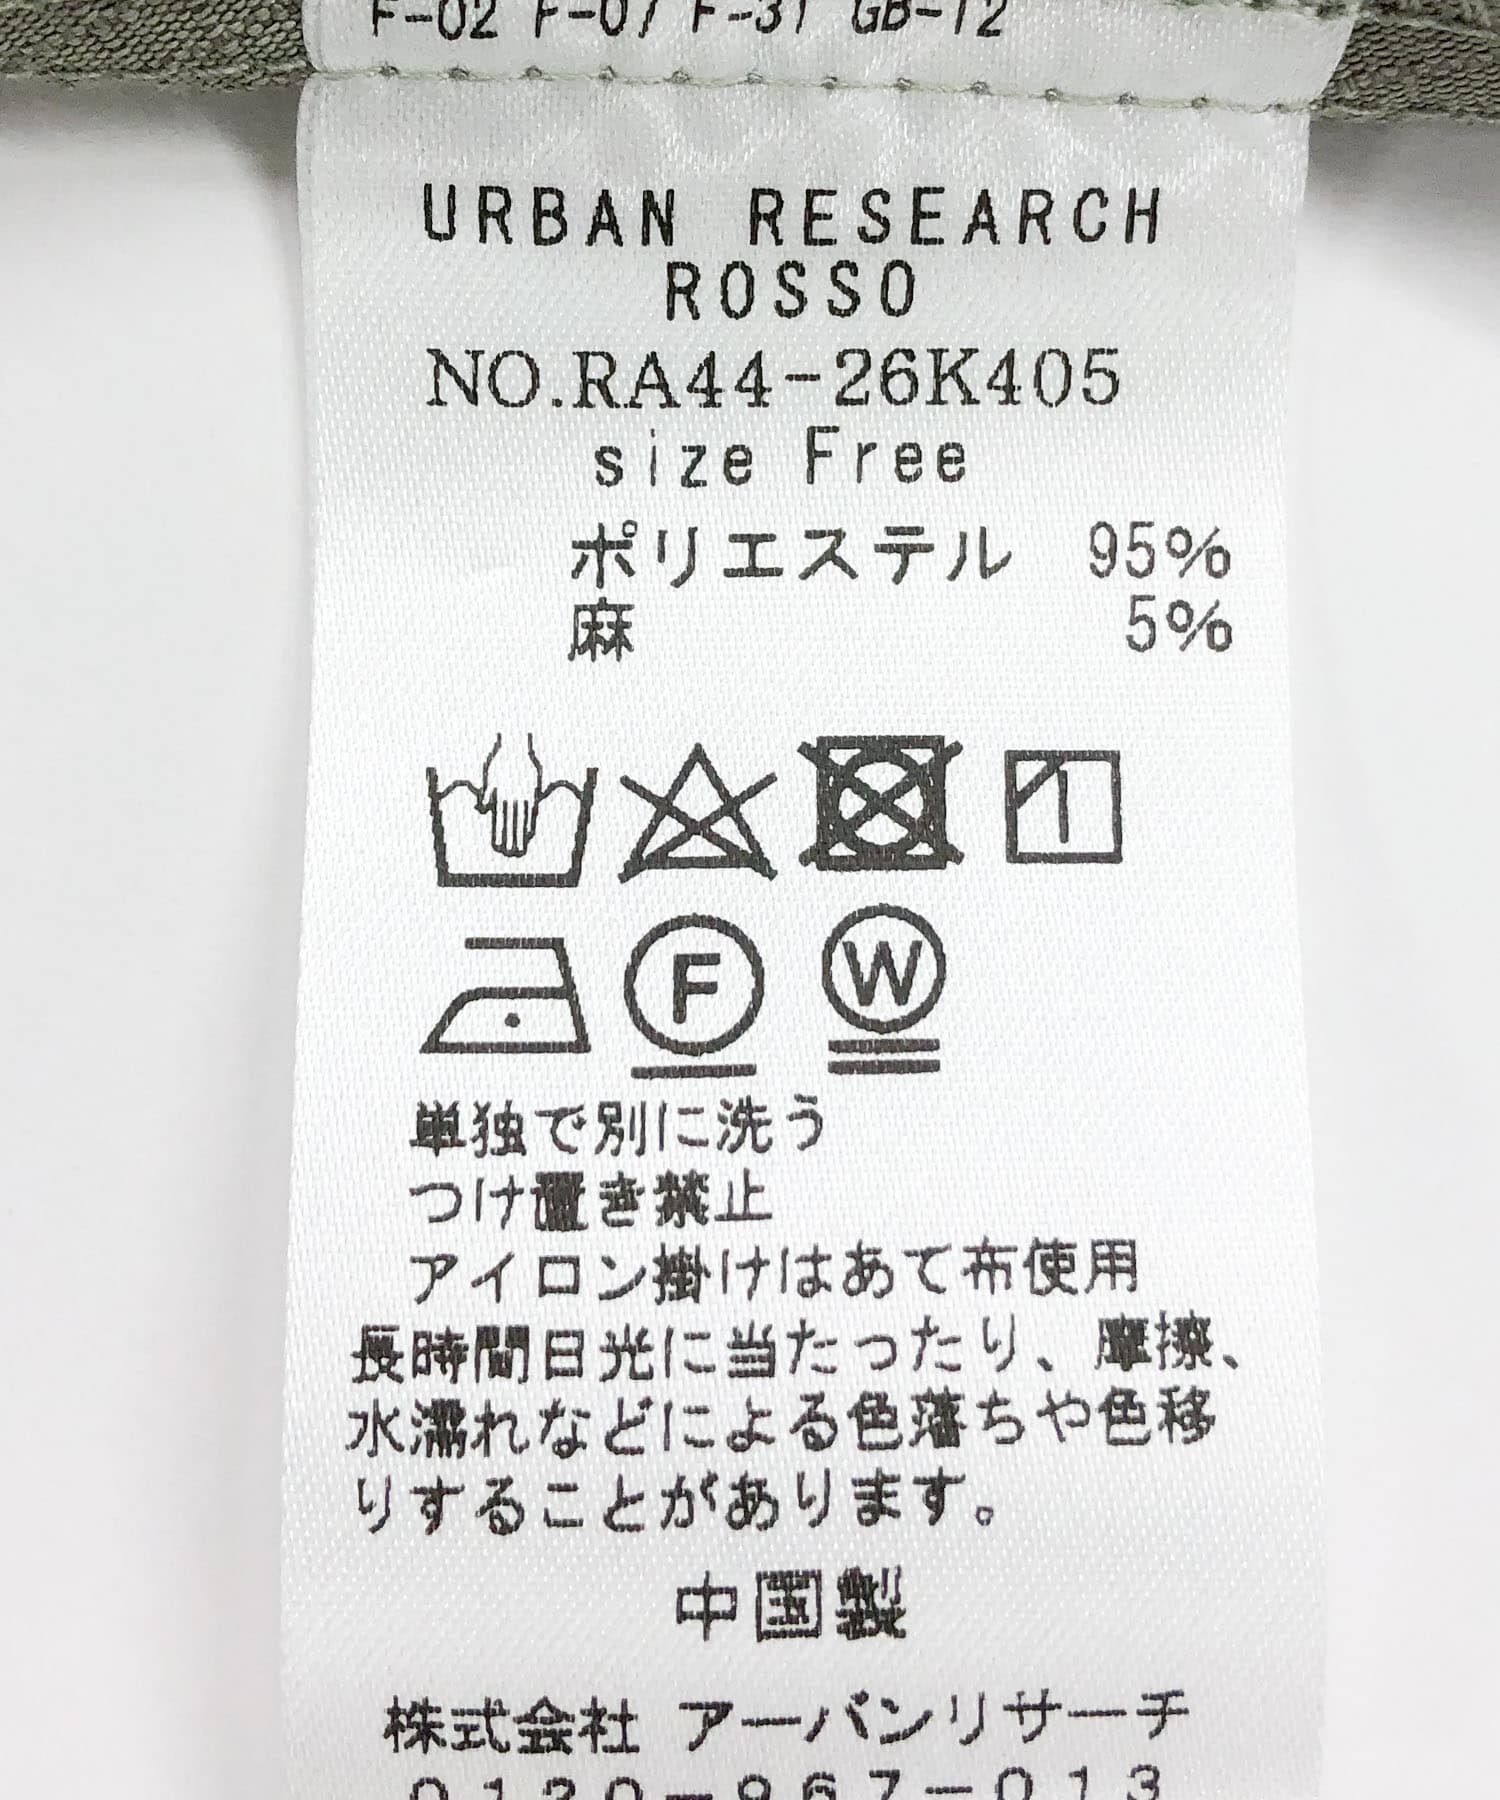 F-02 F-07 F-31 GB-12
URBAN RESEARCH
ROSSO
NO.RA44-26K405
size Free
ポリエステル 95%
麻 5%
F W
単独で別に洗う
つけ置き禁止
アイロン掛けはあて布使用
長時間日光に当たったり、摩擦、
水濡れなどによる色落ちや色移
りすることがあります。
中国製
株式会社 アーバンリサーチ
0120-967-013